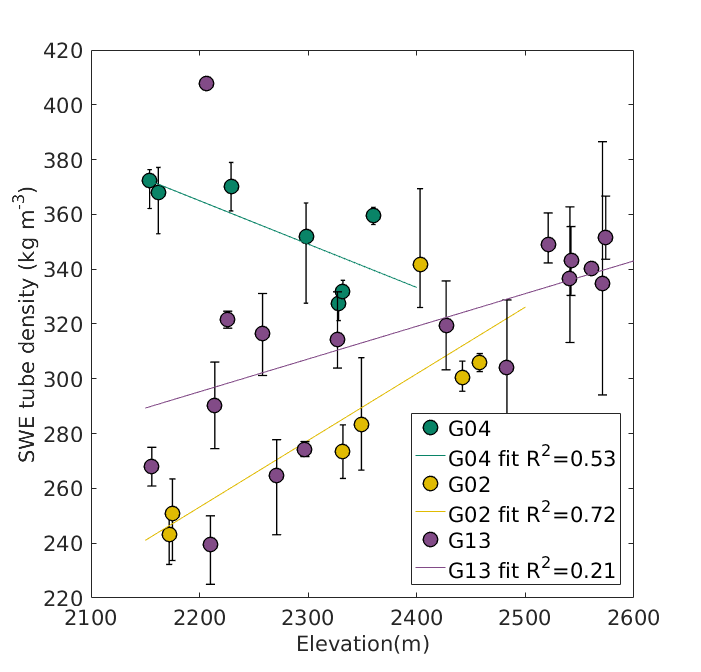 420
400
380
360
340
320
300
280
260
240
220
SWE tube density (kg m-3)
2100
2200
2300
2400
2500
2600
Elevation(m)
G04
G04 fit R2=0.53
G02
G02 fit R2=0.72
G13
G13 fit R2=0.21